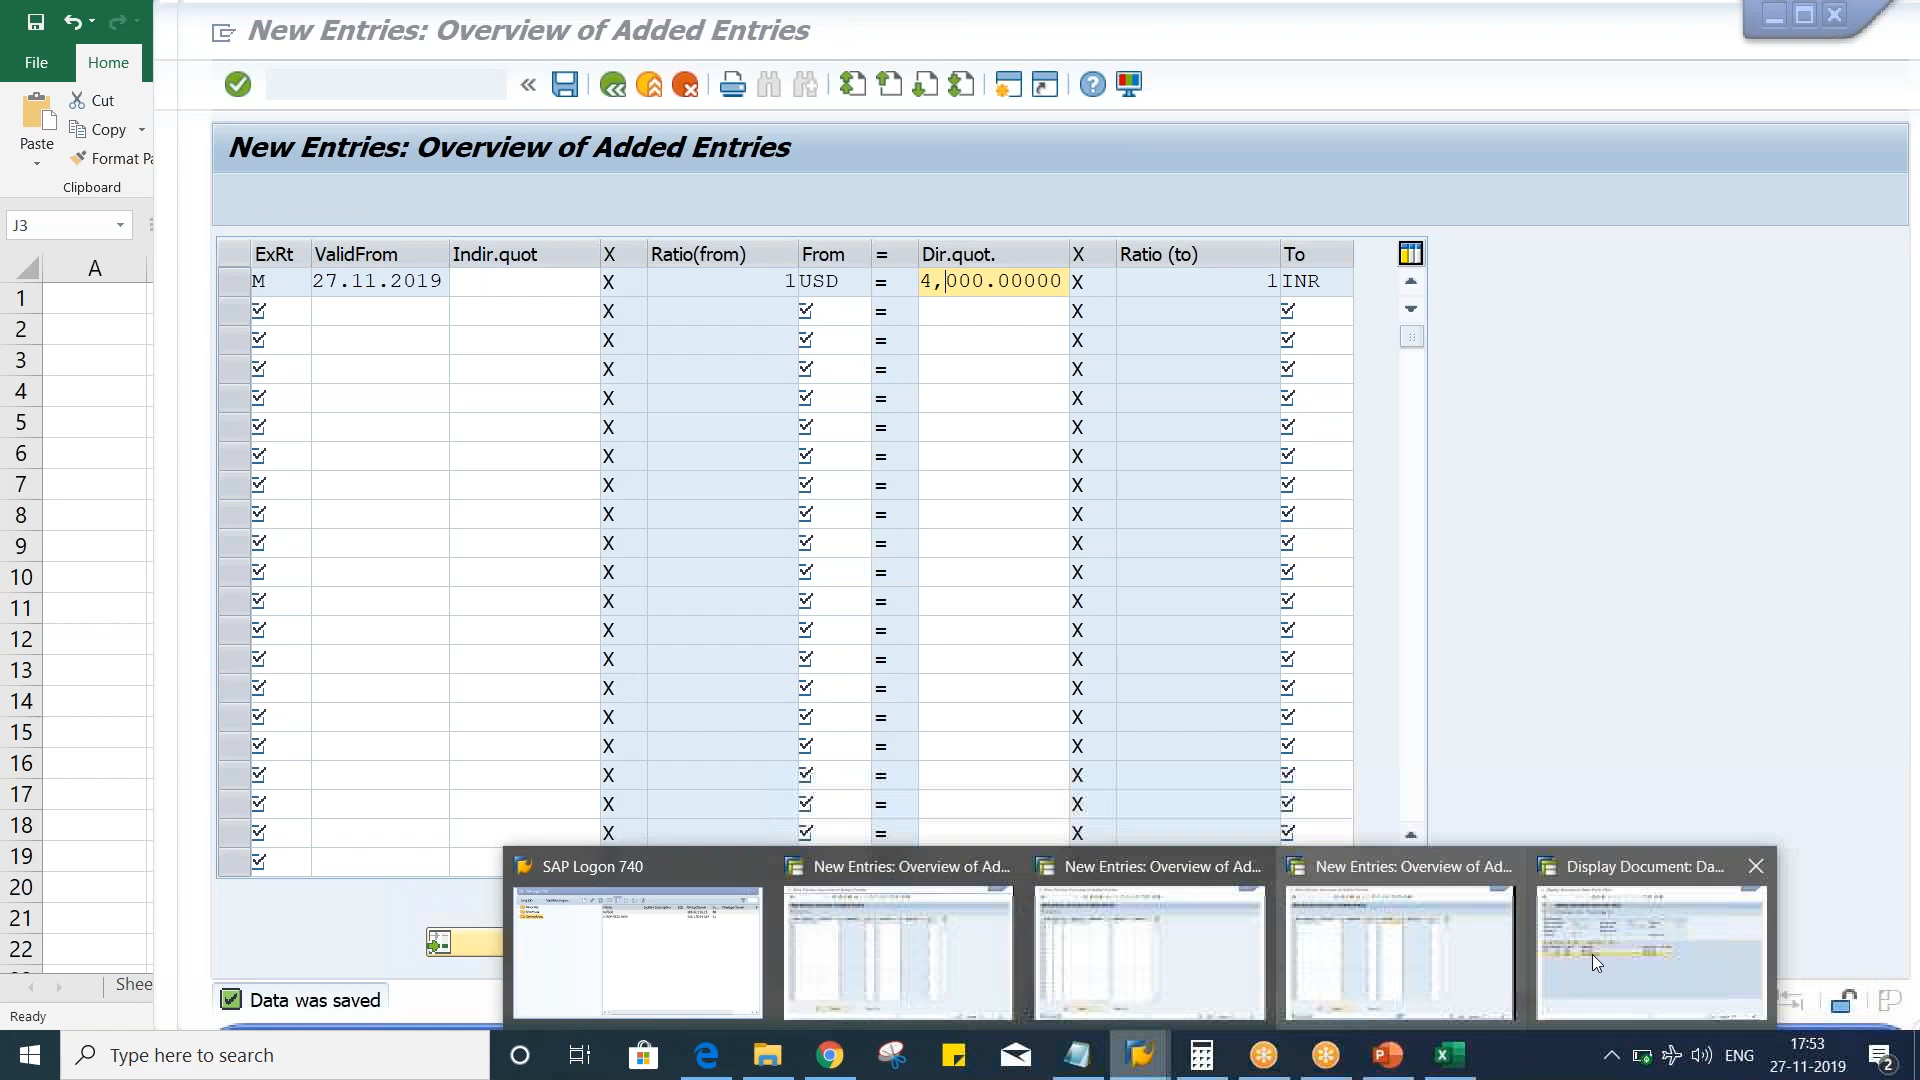 New Entries: Overview of Added Entries
File
Home
Cut
Copy
Format Pa
Paste
Clipboard
New Entries: Overview of Added Entries
J3
A
ExRt ValidFrom Indir.quot X Ratio(from) From = Dir.quot. X Ratio (to) To
M 27.11.2019 X 1 USD = 4,000.00000 X 1 INR
1 X = X
2 X = X
3 X = X
4 X = X
5 X = X
6 X = X
7 X = X
8 X = X
9 X = X
10 X = X
11 X = X
12 X = X
13 X = X
14 X = X
15 X = X
16 X = X
17 X = X
18 X = X
19 X = X
20
21
22
SAP Logon 740
New Entries: Overview of Ad...
New Entries: Overview of Ad...
New Entries: Overview of Ad...
Display Document: Da...
Shee
Data was saved
Ready
Type here to search
ENG
17:53
27-11-2019
2